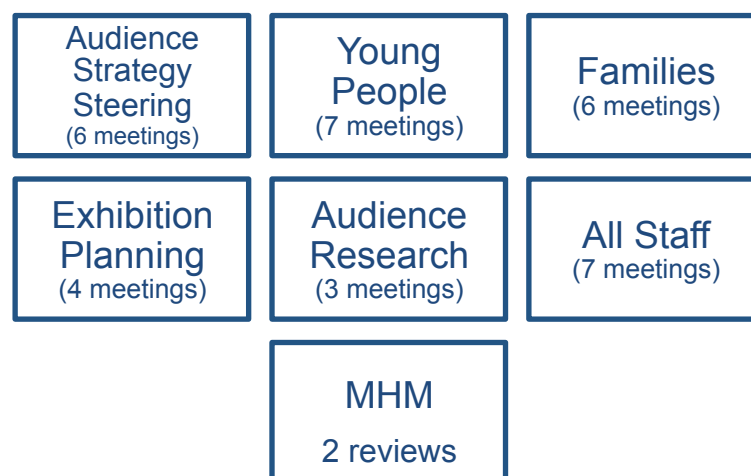 Audience
Strategy
Steering
(6 meetings)
Young
People
(7 meetings)
Families
(6 meetings)
Exhibition
Planning
(4 meetings)
Audience
Research
(3 meetings)
All Staff
(7 meetings)
MHM
2 reviews